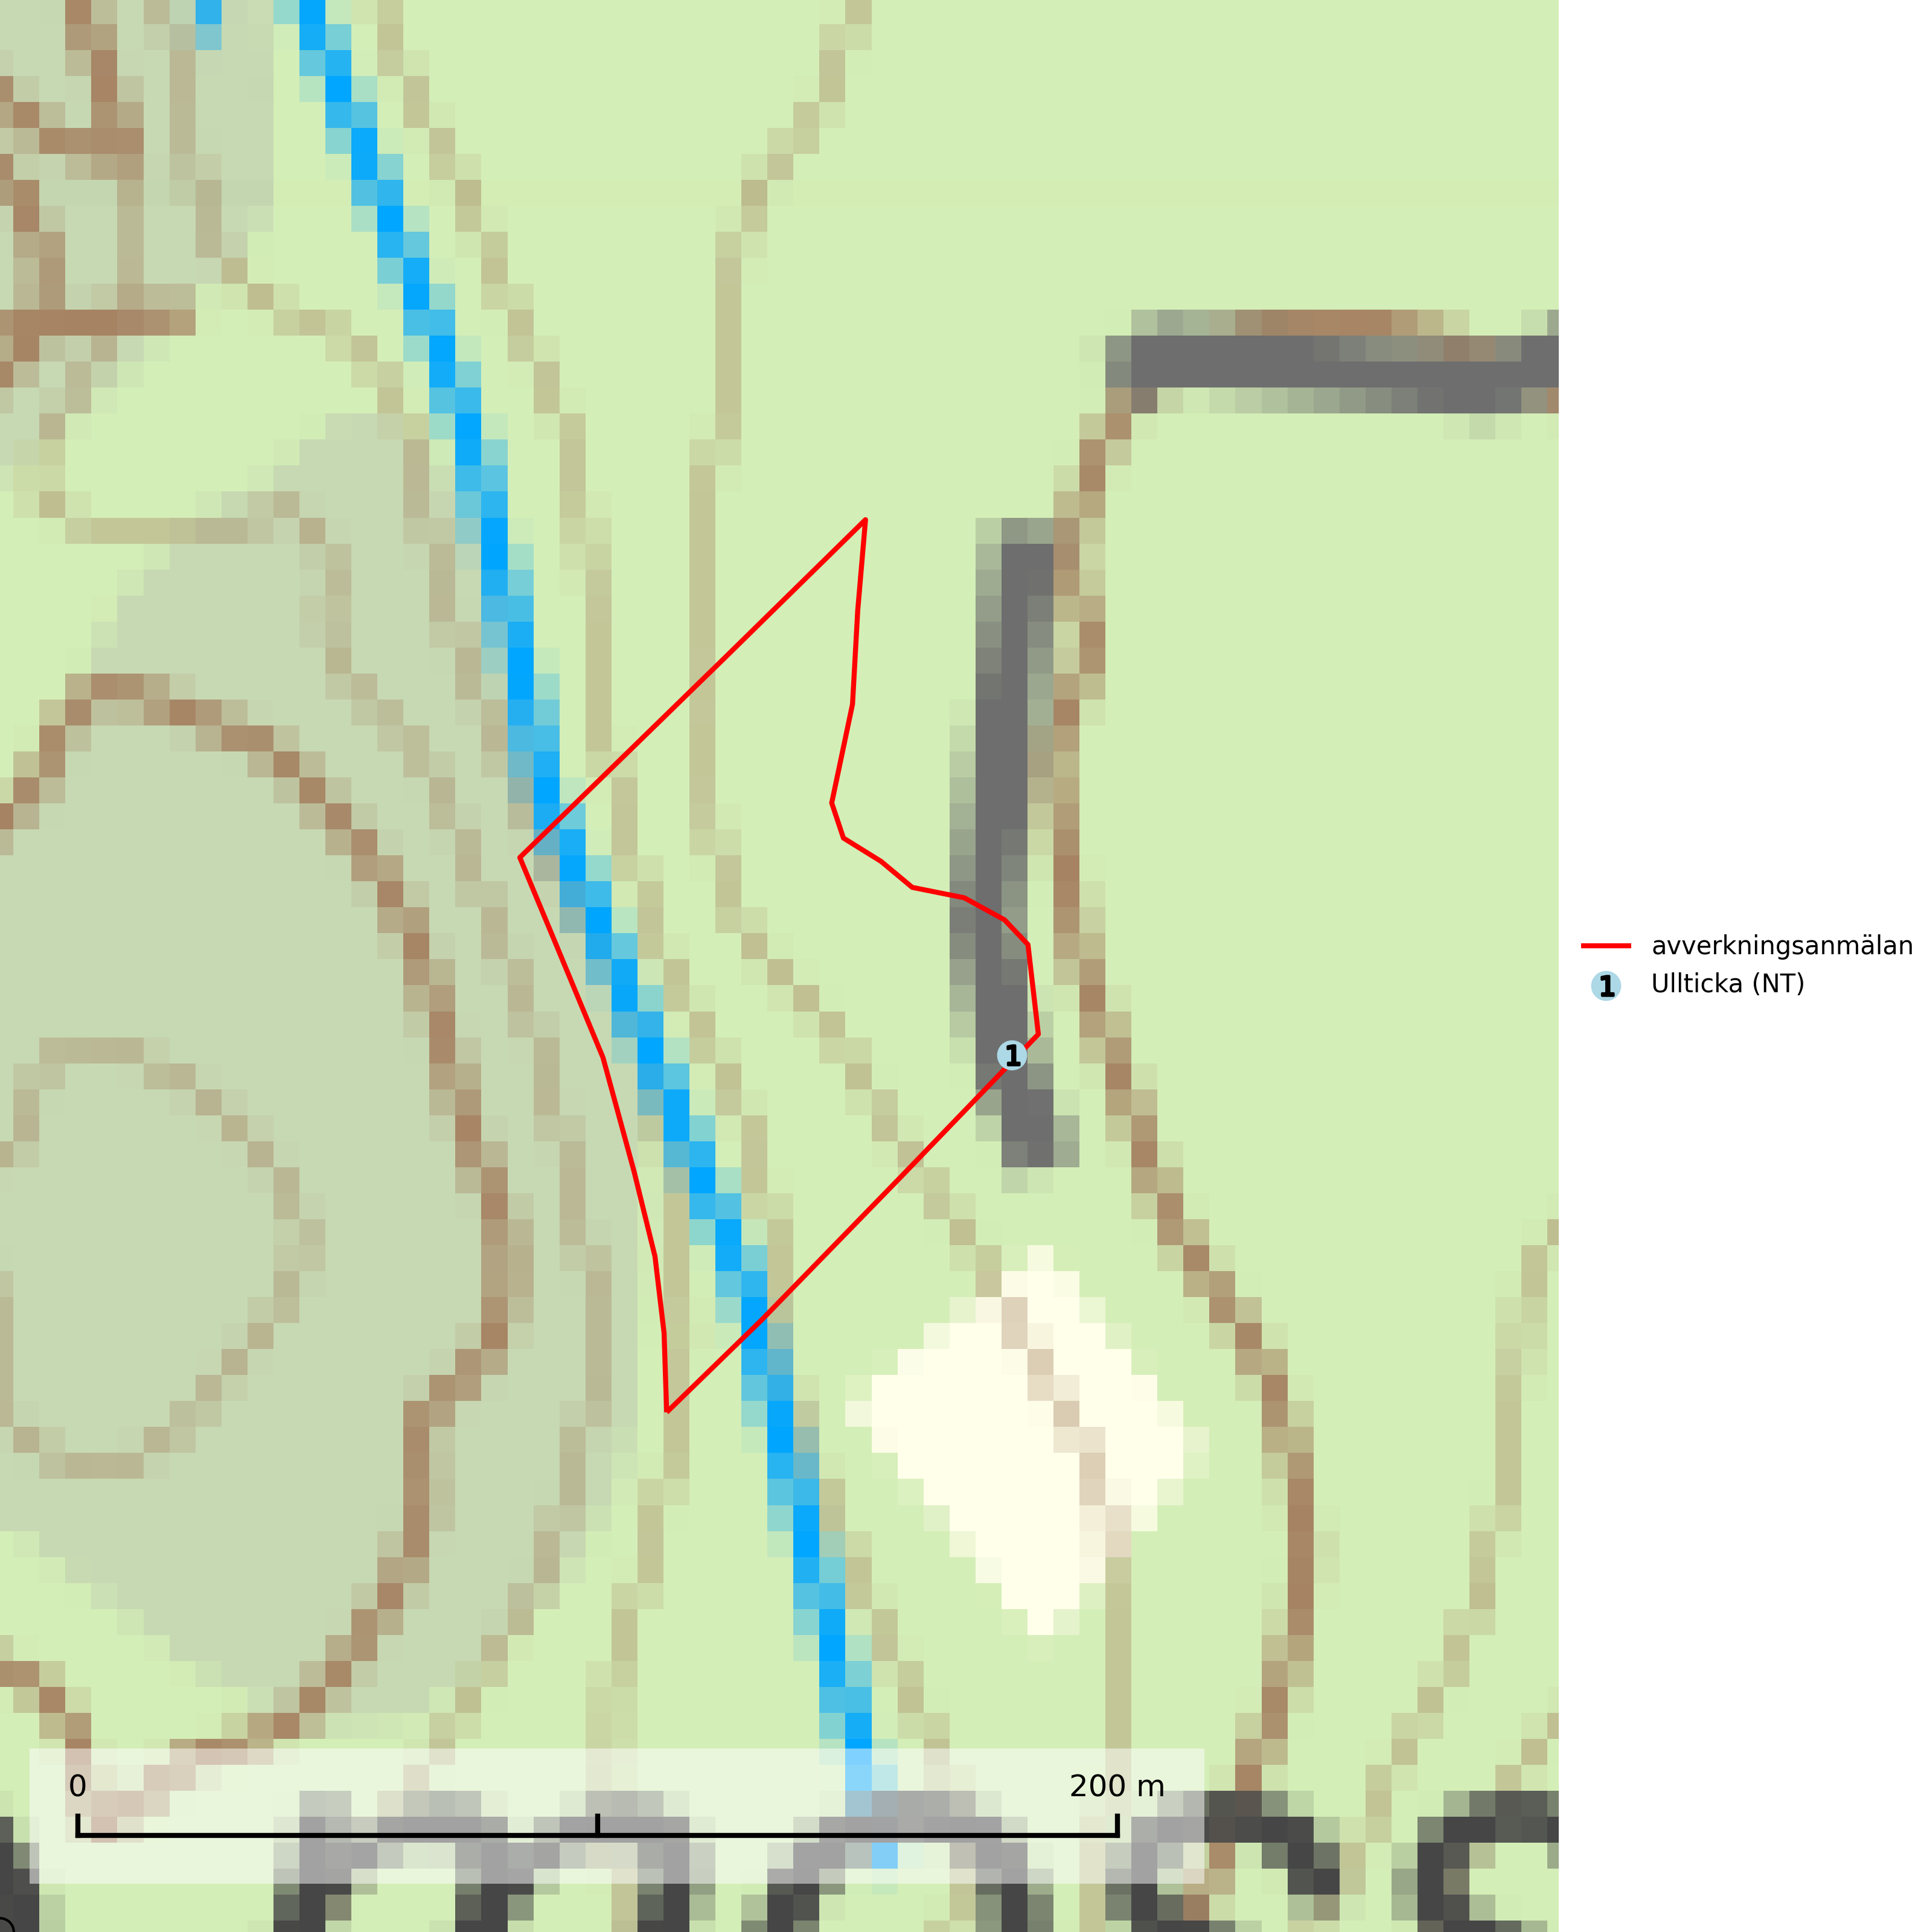 avverkningsanmälan
1 Ullticka (NT)
1
0 200 m